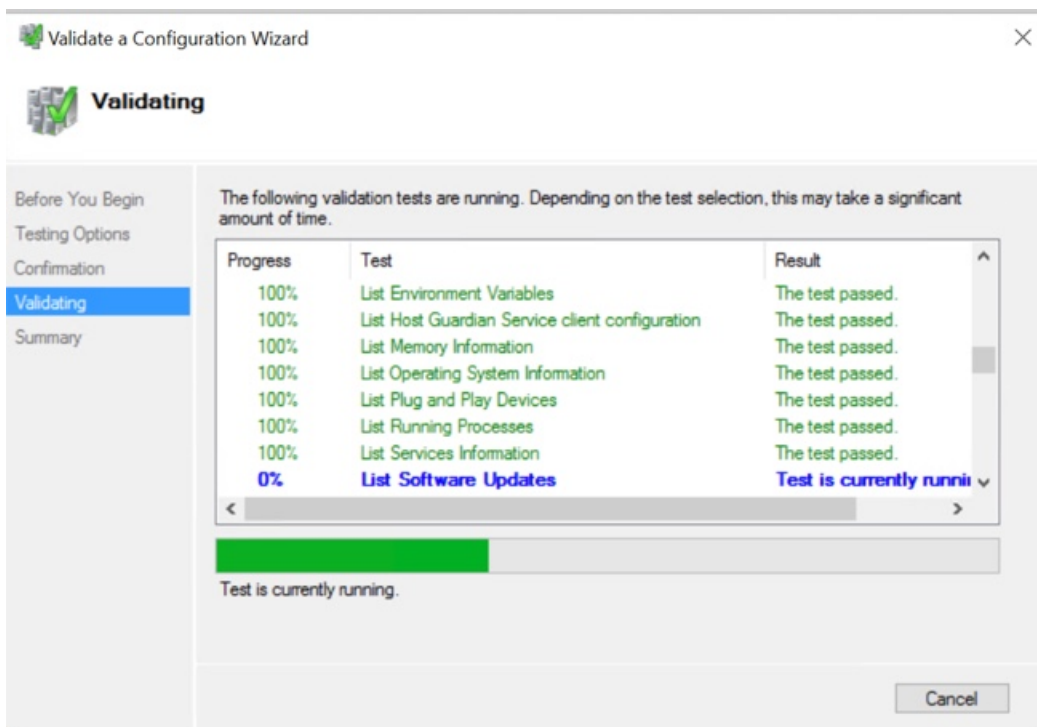 Validate a Configuration Wizard
Validating
Before You Begin
Testing Options
Confirmation
Validating
Summary
The following validation tests are running. Depending on the test selection, this may take a significant
amount of time.
Progress Test Result
100% List Environment Variables The test passed.
100% List Host Guardian Service client configuration The test passed.
100% List Memory Information The test passed.
100% List Operating System Information The test passed.
100% List Plug and Play Devices The test passed.
100% List Running Processes The test passed.
100% List Services Information The test passed.
0% List Software Updates Test is currently
Test is currently running.
Cancel